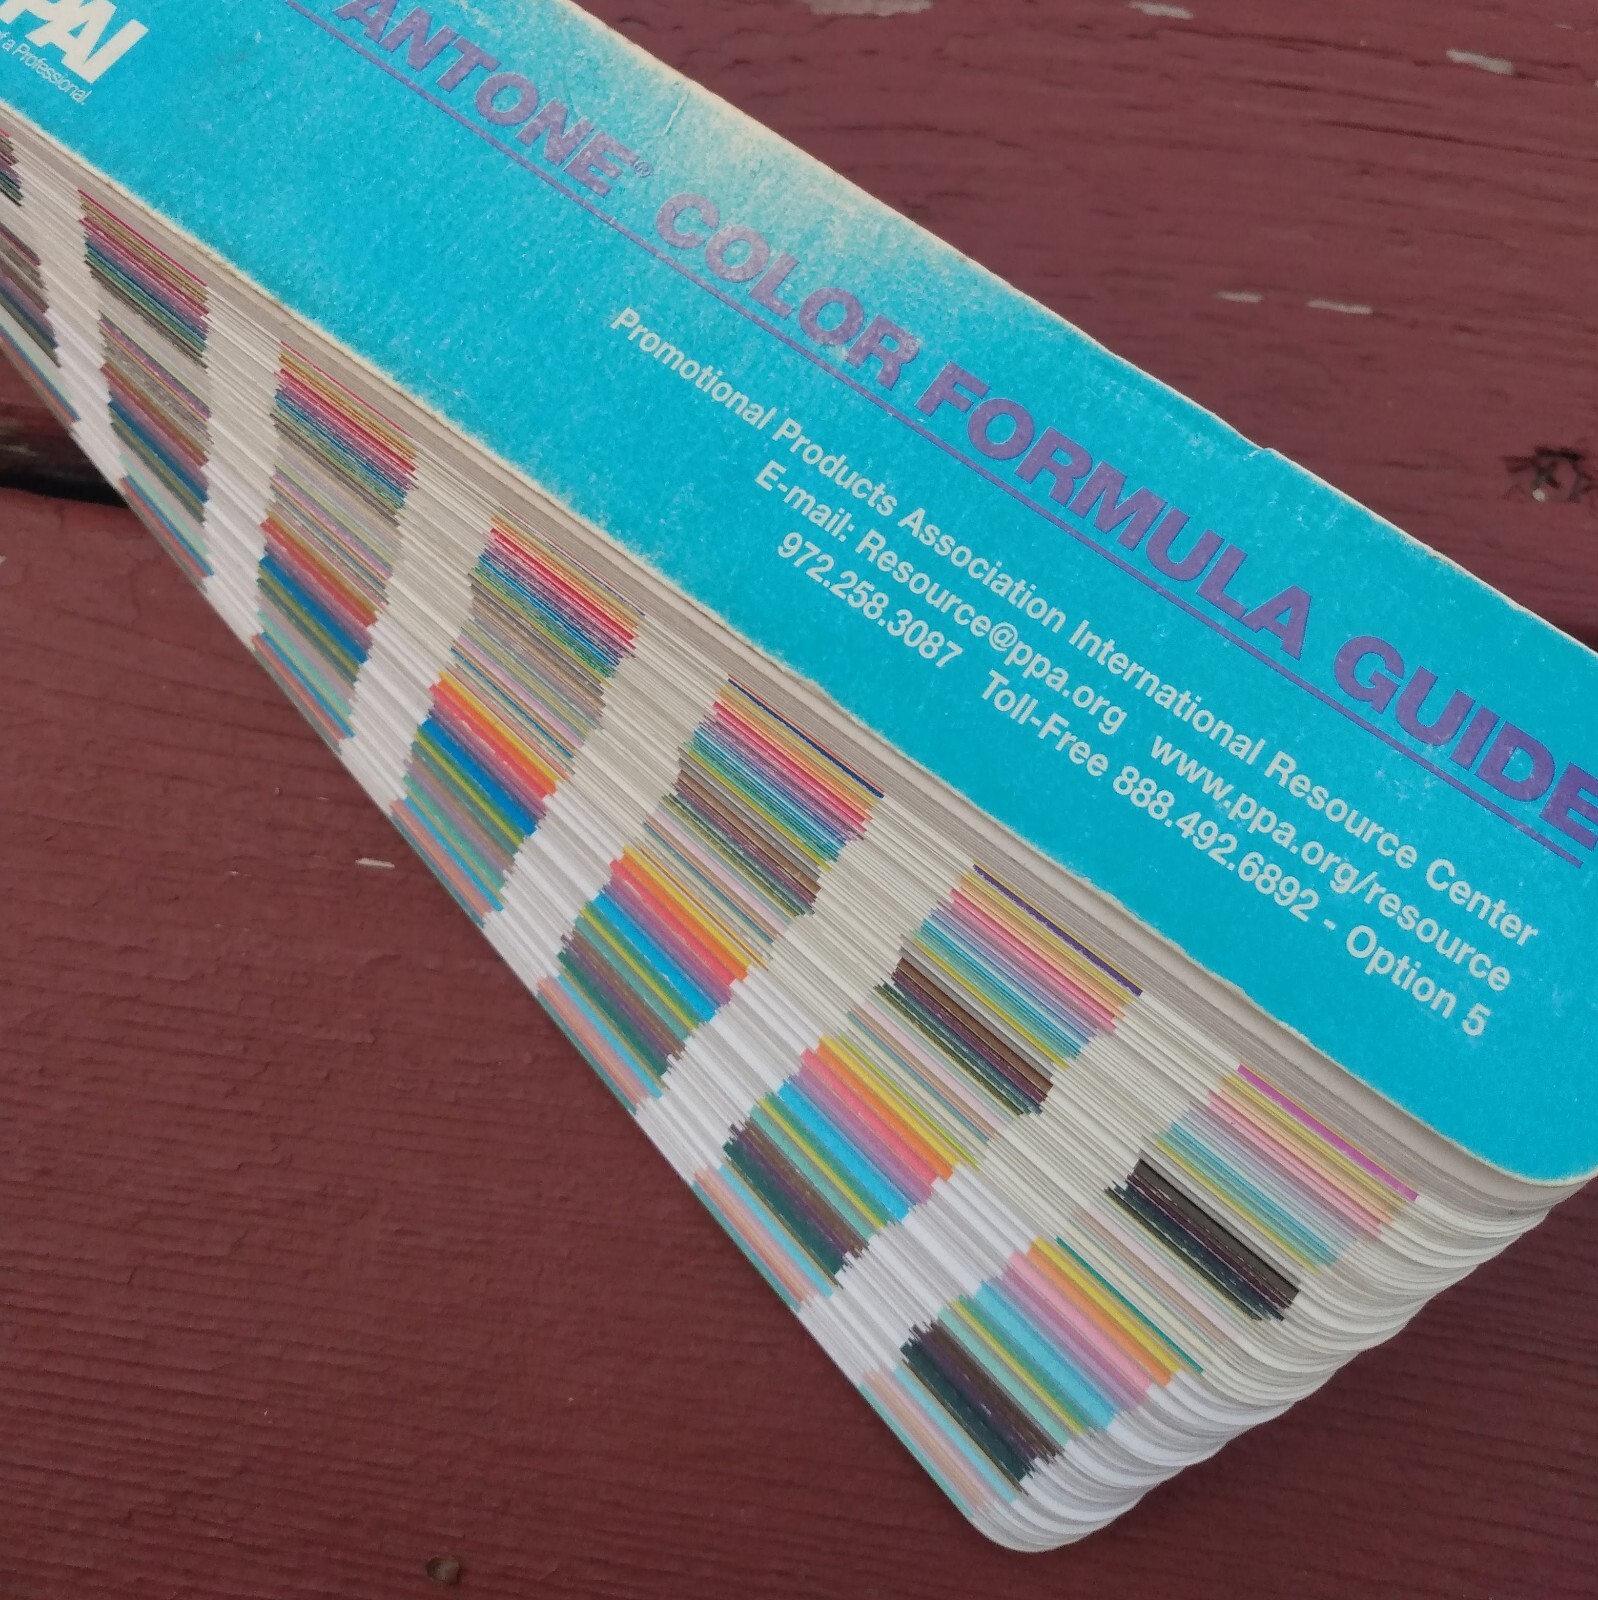 PAI
of a Professional.
ANTONE® COLOR FORMULA GUIDE
Promotional Products Association International Resource Center
E-mail: Resource@ppa.org www.ppa.org/resource
972.258.3087 Toll-Free 888.492.6892 - Option 5